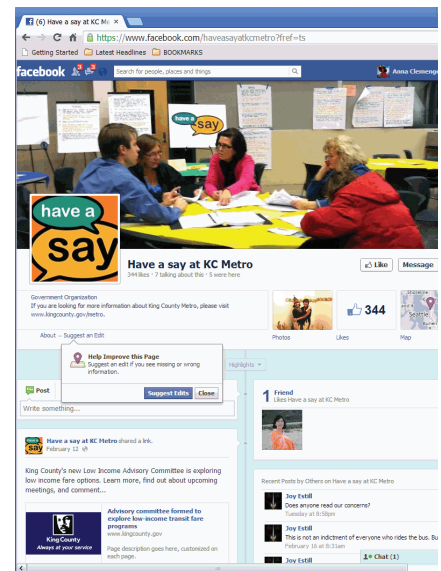 (6) Have a say at KC Me
https://www.facebook.com/haveasayatkcmetro?fref=ts
Getting Started Latest Headlines BOOKMARKS
facebook 3 3 Search for people, places and things Anna Clemenge
have a say
have a
say
Have a say at KC Metro
344 likes · 7 talking about this · 5 were here
Like Message
Government Organization
If you are looking for more information about King County Metro, please visit
www.kingcounty.gov/metro.
344
Seattle
About – Suggest an Edit
Photos Likes Map
Help Improve this Page
Suggest an edit if you see missing or wrong
information.
Suggest Edits Close
Highlights
Post
Write something...
1 Friend
Likes Have a say at KC Metro
have a
say
Have a say at KC Metro shared a link.
February 12
King County's new Low Income Advisory Committee is exploring
low income fare options. Learn more, find out about upcoming
meetings, and comment...
King County
Always at your service
Advisory committee formed to
explore low-income transit fare
programs
www.kingcounty.gov
Page description goes here, customized on
each page.
Recent Posts by Others on Have a say at KC Metro
Joy Estill
Does anyone read our concerns?
Tuesday at 8:58pm
Joy Estill
This is not an indictment of everyone who rides the bus. Bu
February 16 at 8:31am
Joy Estill
Chat (1)